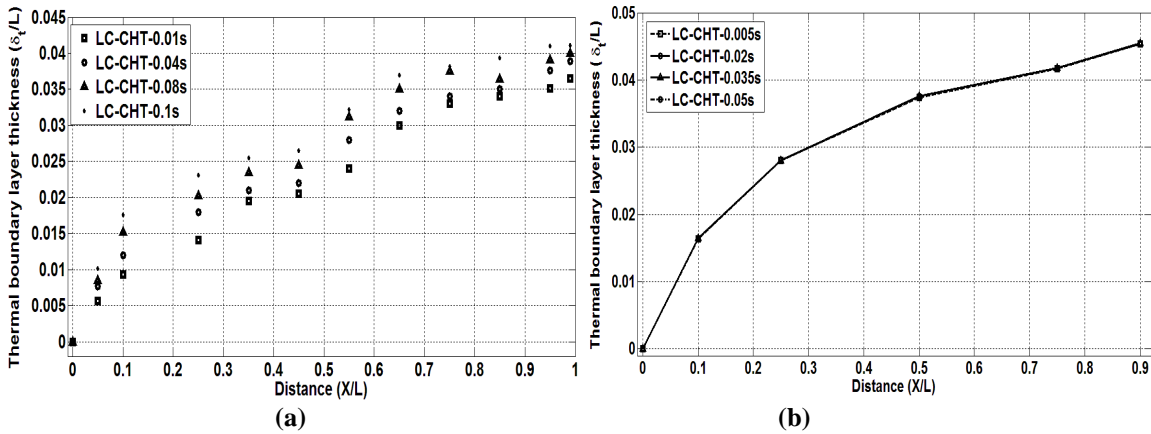 0.045
0.04
0.035
0.03
0.025
0.02
0.015
0.01
0.005
0
Thermal boundary layer thickness (δt/L)
LC-CHT-0.01s
LC-CHT-0.04s
LC-CHT-0.08s
LC-CHT-0.1s
0 0.1 0.2 0.3 0.4 0.5 0.6 0.7 0.8 0.9 1
Distance (X/L)
(a)
0.05
0.04
0.03
0.02
0.01
0
Thermal boundary layer thickness ( δt/L)
LC-CHT-0.005s
LC-CHT-0.02s
LC-CHT-0.035s
LC-CHT-0.05s
0 0.1 0.2 0.3 0.4 0.5 0.6 0.7 0.8 0.9
Distance (X/L)
(b)